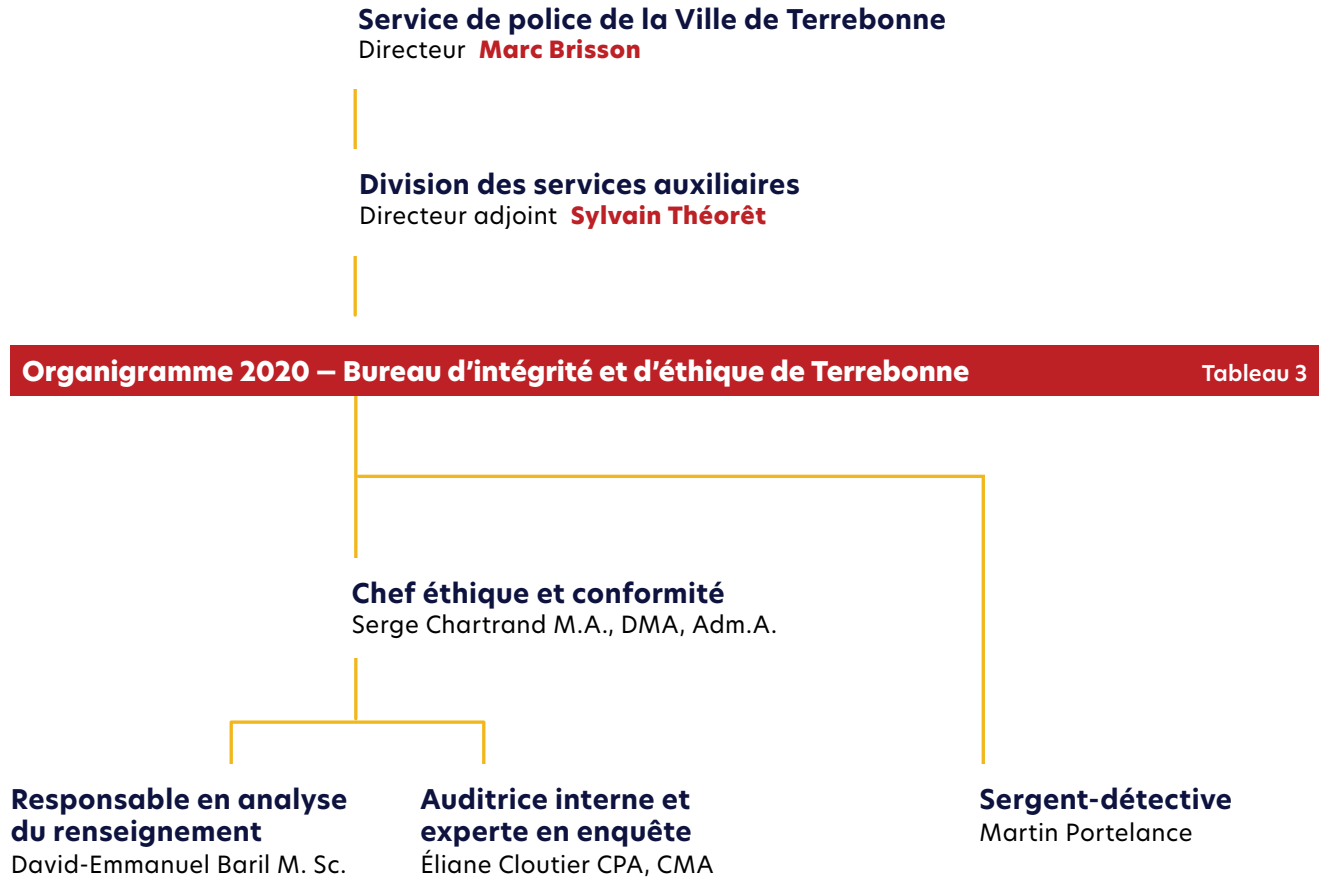 Service de police de la Ville de Terrebonne
Directeur Marc Brisson
Division des services auxiliaires
Directeur adjoint Sylvain Théorêt
Organigramme 2020 – Bureau d'intégrité et d'éthique de Terrebonne Tableau 3
Chef éthique et conformité
Serge Chartrand M.A., DMA, Adm.A.
Responsable en analyse
du renseignement
David-Emmanuel Baril M. Sc.
Auditrice interne et
experte en enquête
Éliane Cloutier CPA, CMA
Sergent-détective
Martin Portelance